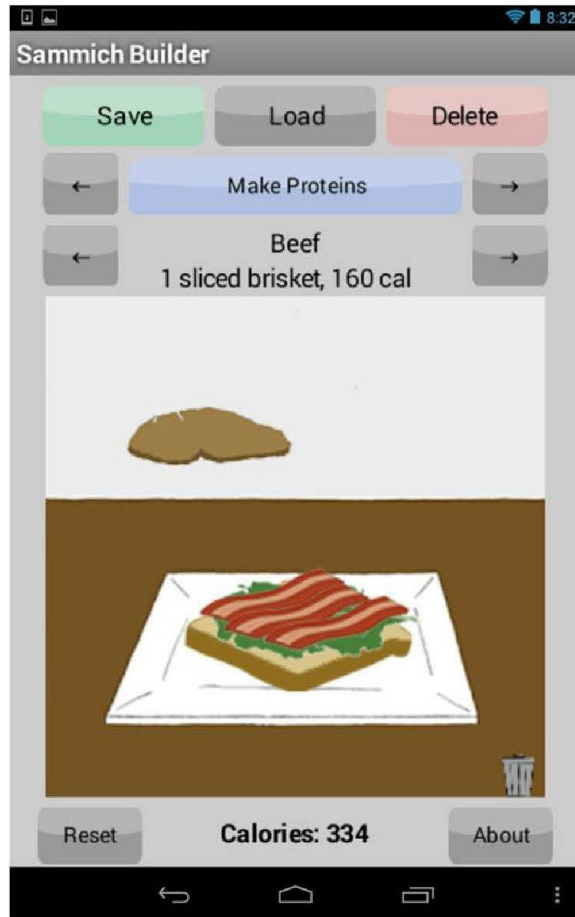 8:32
Sammich Builder
Save Load Delete
← Make Proteins →
← Beef →
1 sliced brisket, 160 cal
Reset Calories: 334 About